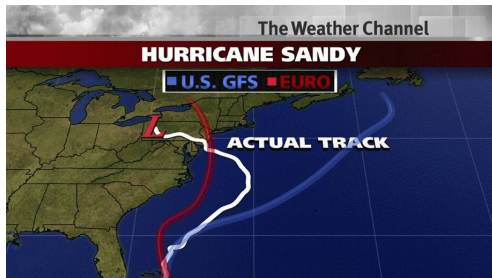 The Weather Channel
HURRICANE SANDY
U.S. GFS EURO
ACTUAL TRACK
L